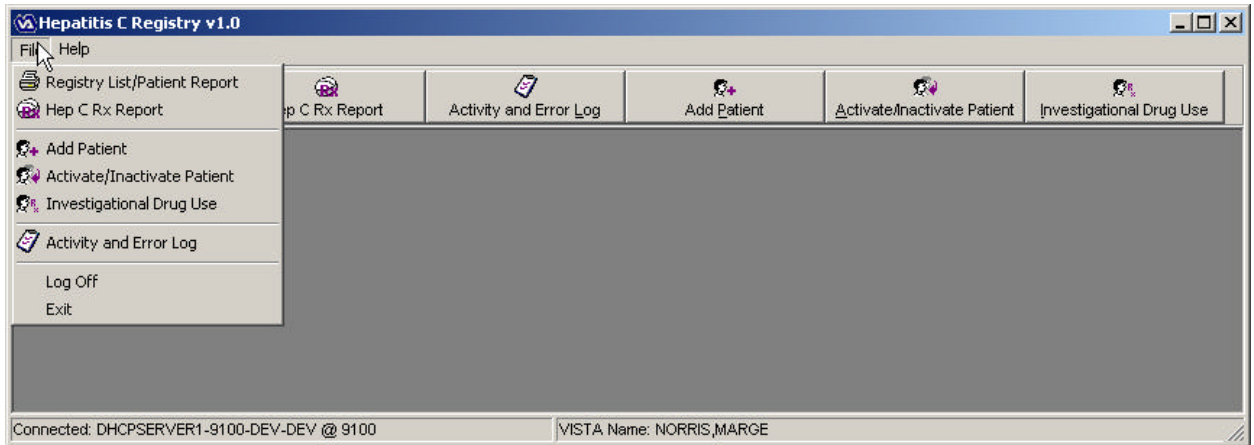 Hepatitis C Registry v1.0
File Help
Registry List/Patient Report
Hep C Rx Report
Add Patient
Activate/Inactivate Patient
Investigational Drug Use
Activity and Error Log
Log Off
Exit
ep C Rx Report Activity and Error Log Add Patient Activate/Inactivate Patient Investigational Drug Use
Connected: DHCPSERVER1-9100-DEV-DEV @ 9100 VISTA Name: NORRIS,MARGE